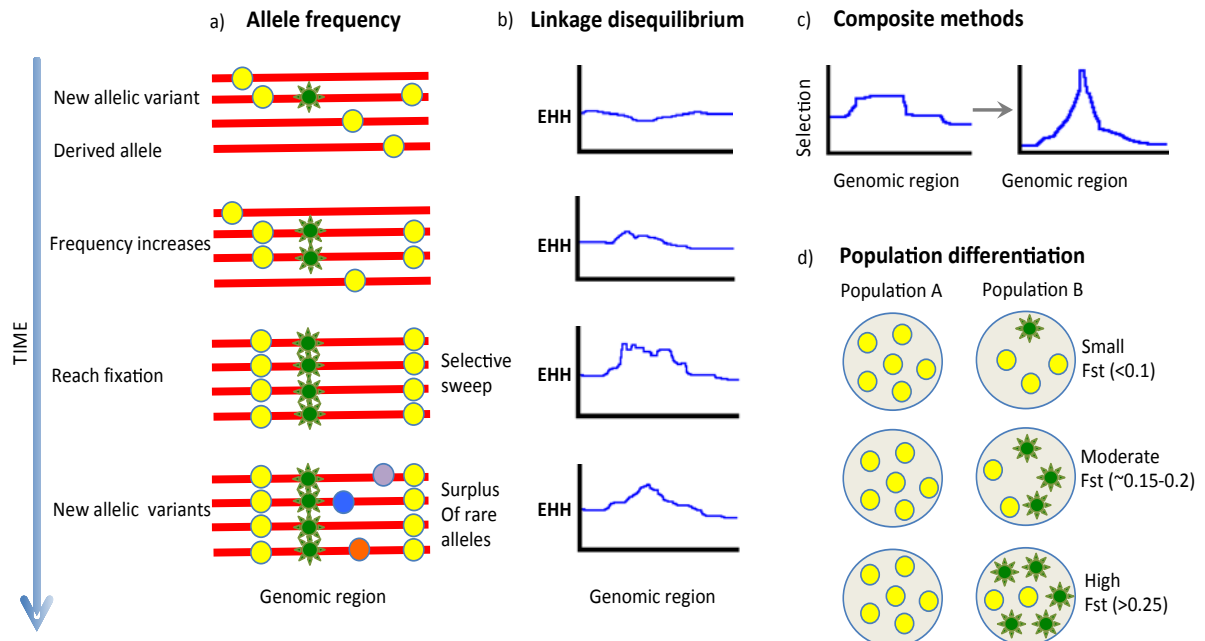 a) Allele frequency
New allelic variant
Derived allele
Frequency increases
Reach fixation
Selective
sweep
New allelic variants
Surplus
Of rare
alleles
Genomic region
TIME
b) Linkage disequilibrium
EHH
EHH
EHH
EHH
Genomic region
c) Composite methods
Selection
Genomic region
Genomic region
d) Population differentiation
Population A
Population B
Small
Fst (<0.1)
Moderate
Fst (~0.15-0.2)
High
Fst (>0.25)